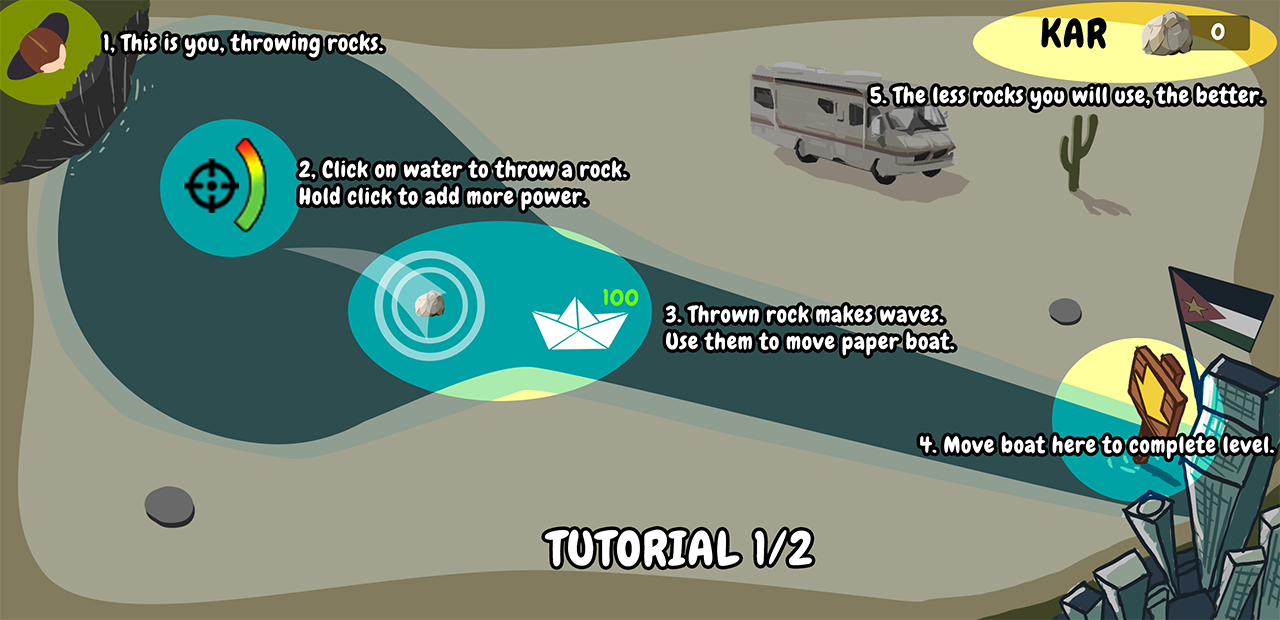 1, This is you, throwing rocks.
KAR
0
5. The less rocks you will use, the better.
2, Click on water to throw a rock.
Hold click to add more power.
100
3. Thrown rock makes waves.
Use them to move paper boat.
4. Move boat here to complete level.
TUTORIAL 1/2